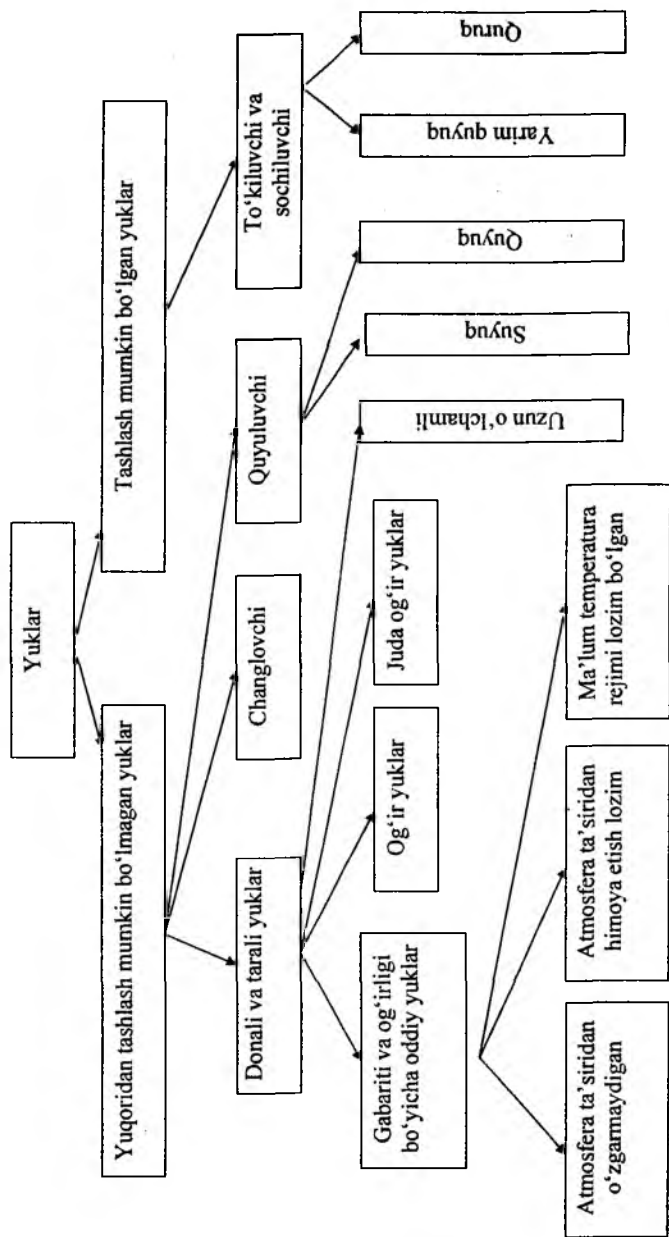 Yuklar
Yuqoridan tashlash mumkin bo‘lmagan yuklar
Tashlash mumkin bo‘lgan yuklar
Donali va tarali yuklar
Changlovchi
Quyuluvchi
To‘kiluvchi va
sochiluvchi
Gabariti va og‘irligi
bo‘yicha oddiy yuklar
Og‘ir yuklar
Juda og‘ir yuklar
Uzun o‘lchamli
Suyuq
Quyuq
Yarim quyuq
Quruq
Atmosfera ta’siridan
o‘zgarmaydigan
Atmosfera ta’siridan
himoya etish lozim
Ma’lum temperatura
rejimi lozim bo‘lgan